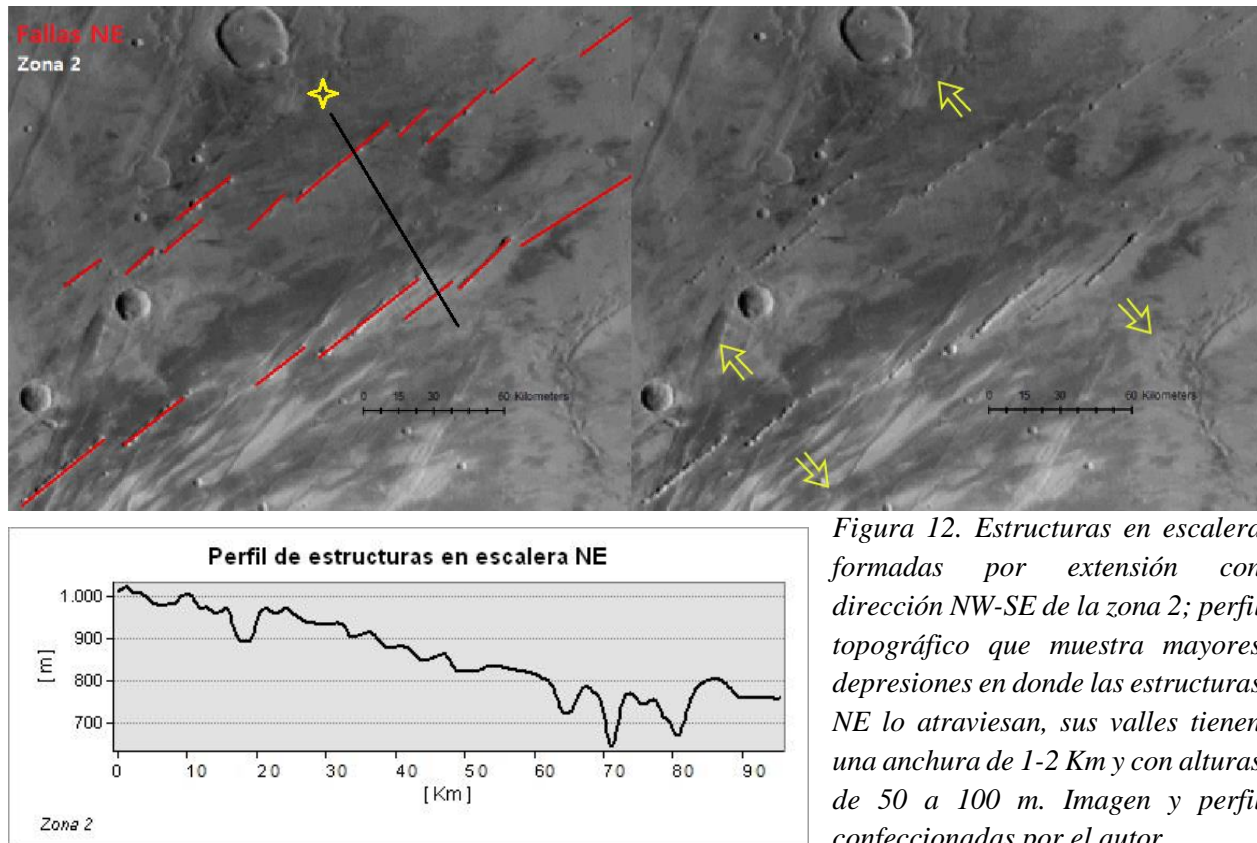 Fallas NE
Zona 2
0 15 30 60 Kilometers
0 15 30 60 Kilometers
Perfil de estructuras en escalera NE
1.000
900
800
700
[m]
0 10 20 30 40 50 60 70 80 90
[Km]
Zona 2
Figura 12. Estructuras en escalera
formadas por extensión con
dirección NW-SE de la zona 2; perfil
topográfico que muestra mayores
depresiones en donde las estructuras
NE lo atraviesan, sus valles tienen
una anchura de 1-2 Km y con alturas
de 50 a 100 m. Imagen y perfil
confeccionadas por el autor